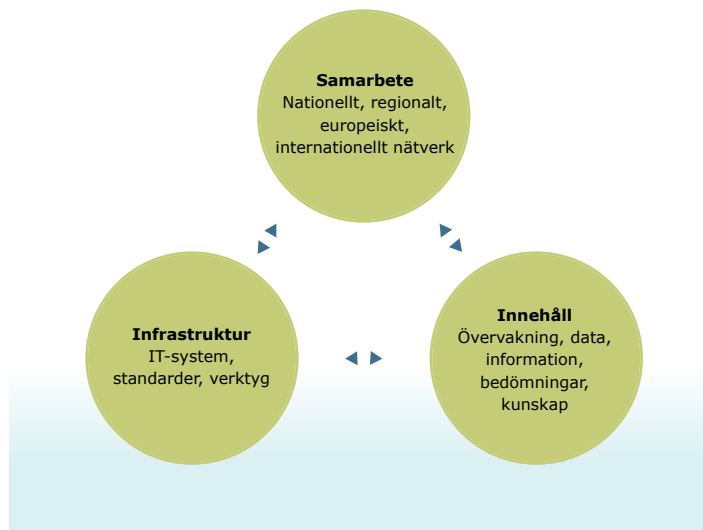 Samarbete
Nationellt, regionalt,
europeiskt,
internationellt nätverk
Infrastruktur
IT-system,
standarder, verktyg
Innehåll
Övervakning, data,
information,
bedömningar,
kunskap